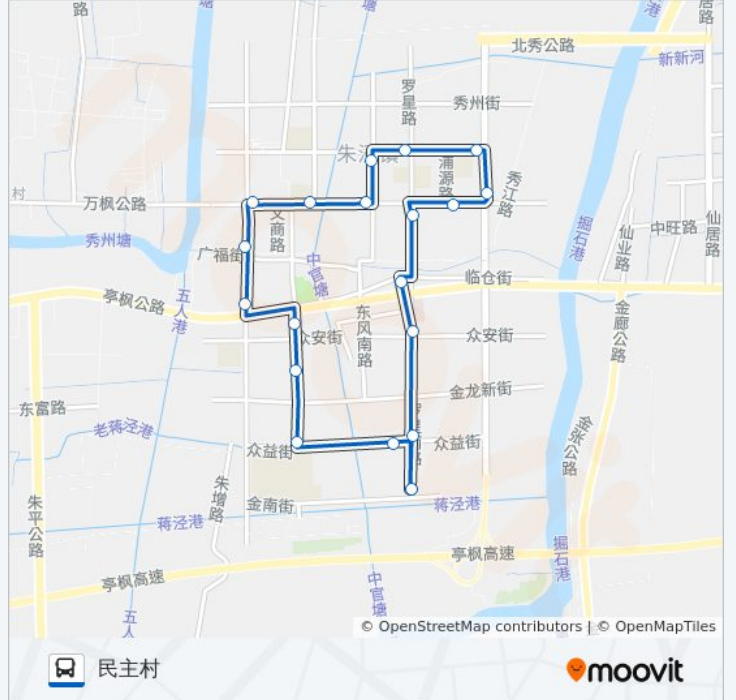 路
塘
塘
港
居路
北秀公路
新新河
罗星路
秀州街
朱
镇
浦源路
秀江路
村
万枫公路
文商路
掘石港
仙业路
中旺路
仙居路
秀州塘
广福街
中官塘
临仓街
亭枫公路
五人港
东风南路
金廊公路
众安街
众安街
金龙新街
东富路
老蒋泾港
众益街
众益街
金张公路
朱增路
金南街
蒋泾港
蒋泾港
朱平公路
亭枫高速
掘石港
亭枫高速
中官塘
五人
© OpenStreetMap contributors | © OpenMapTiles
民主村
moovit